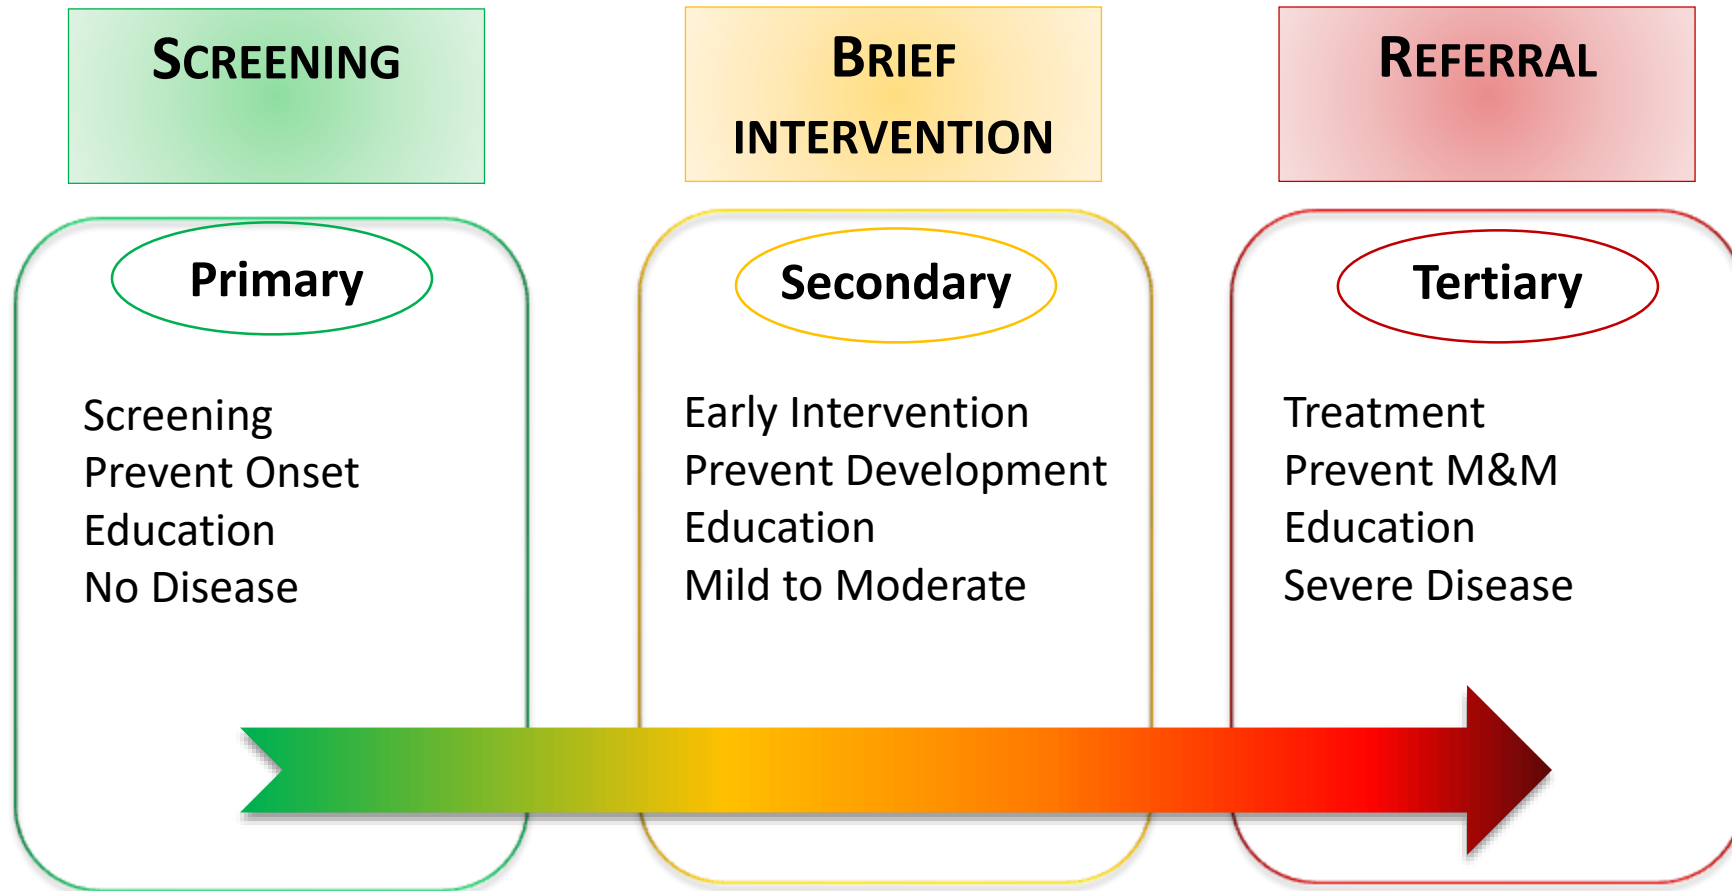 SCREENING
Primary
Screening
Prevent Onset
Education
No Disease
BRIEF
INTERVENTION
Secondary
Early Intervention
Prevent Development
Education
Mild to Moderate
REFERRAL
Tertiary
Treatment
Prevent M&M
Education
Severe Disease